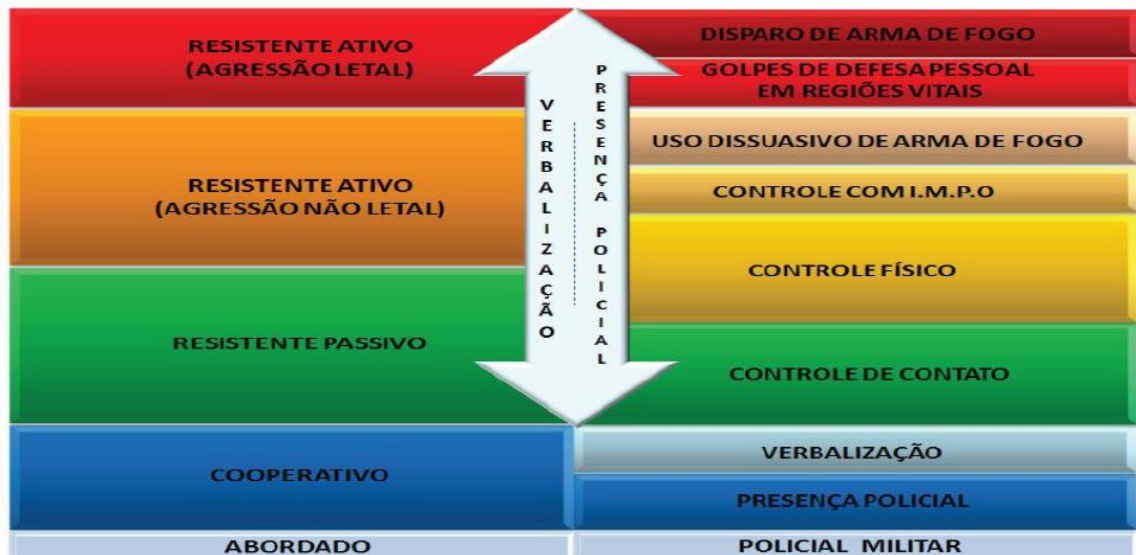 RESISTENTE ATIVO
(AGRESSÃO LETAL)
RESISTENTE ATIVO
(AGRESSÃO NÃO LETAL)
RESISTENTE PASSIVO
COOPERATIVO
ABORDADO
VERBALIZAÇÃO
PRESENÇA POLICIAL
DISPARO DE ARMA DE FOGO
GOLPES DE DEFESA PESSOAL
EM REGIÕES VITAIS
USO DISSUASIVO DE ARMA DE FOGO
CONTROLE COM I.M.P.O
CONTROLE FÍSICO
CONTROLE DE CONTATO
VERBALIZAÇÃO
PRESENÇA POLICIAL
POLICIAL MILITAR